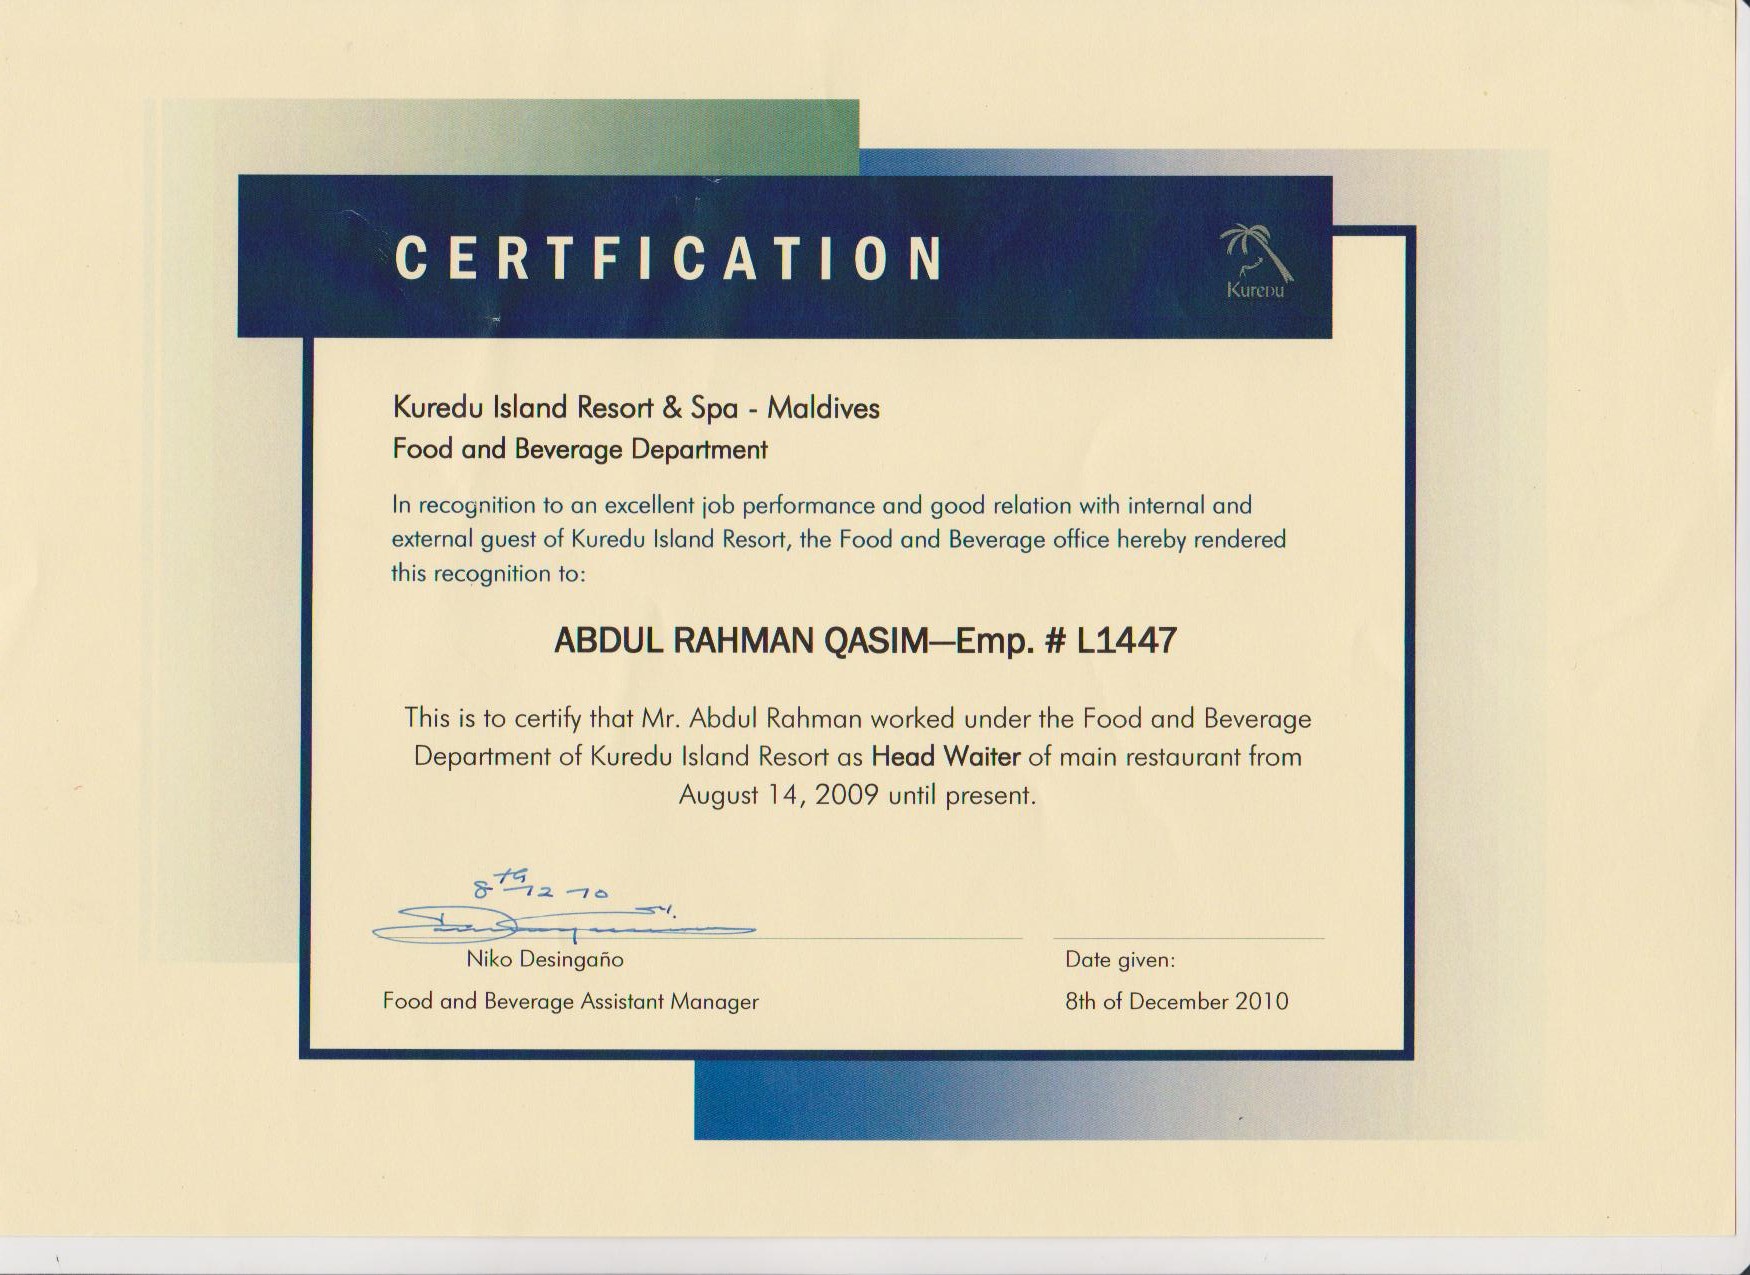 CERTFICATION
Kuredu
Kuredu Island Resort & Spa - Maldives
Food and Beverage Department
In recognition to an excellent job performance and good relation with internal and
external guest of Kuredu Island Resort, the Food and Beverage office hereby rendered
this recognition to:
ABDUL RAHMAN QASIM—Emp. # L1447
This is to certify that Mr. Abdul Rahman worked under the Food and Beverage
Department of Kuredu Island Resort as Head Waiter of main restaurant from
August 14, 2009 until present.
8th-12-10
Niko Desingaño
Food and Beverage Assistant Manager
Date given:
8th of December 2010